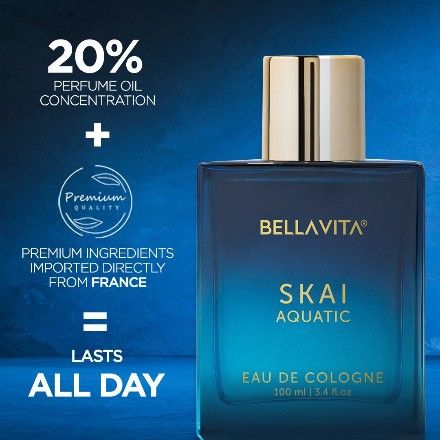 20%
PERFUME OIL
CONCENTRATION
+
Premium
QUALITY
PREMIUM INGREDIENTS
IMPORTED DIRECTLY
FROM FRANCE
=
LASTS
ALL DAY
BELLAVITA®
SKAI
AQUATIC
EAU DE COLOGNE
100 ml | 3.4 fl.oz